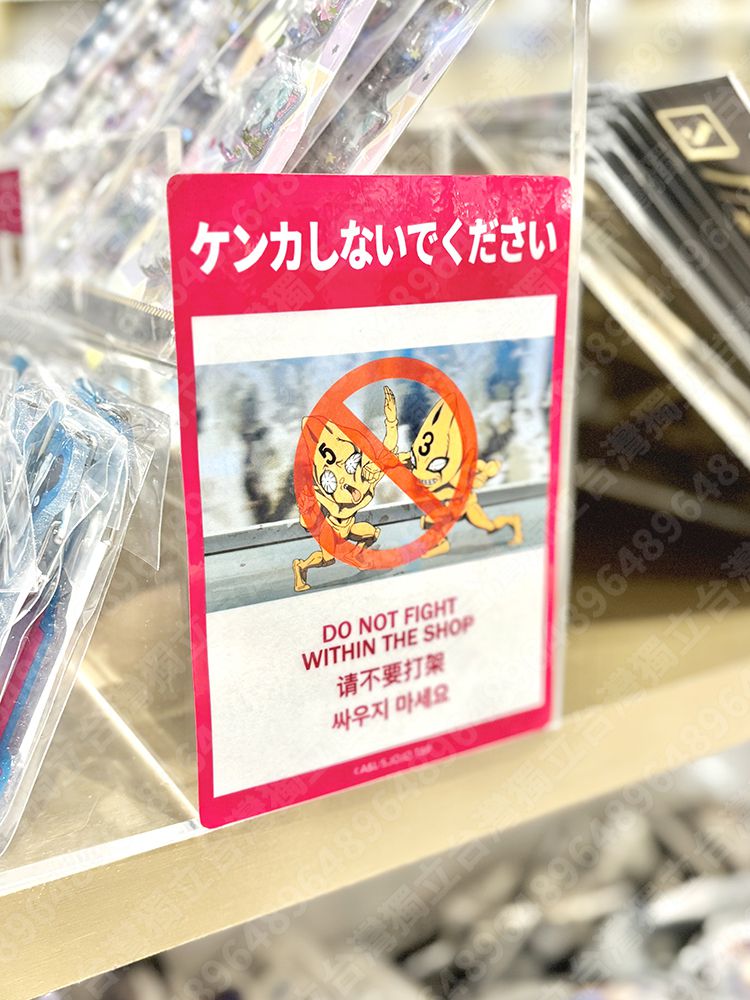 ケンカしないでください
5
3
DO NOT FIGHT
WITHIN THE SHOP
请不要打架
싸우지 마세요